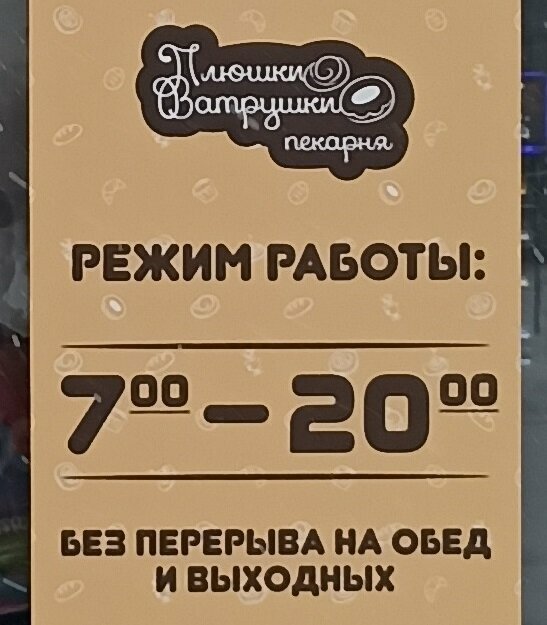 Плюшки
Ватрушки
пекарня
РЕЖИМ РАБОТЫ:
7⁰⁰ – 20⁰⁰
БЕЗ ПЕРЕРЫВА НА ОБЕД
И ВЫХОДНЫХ